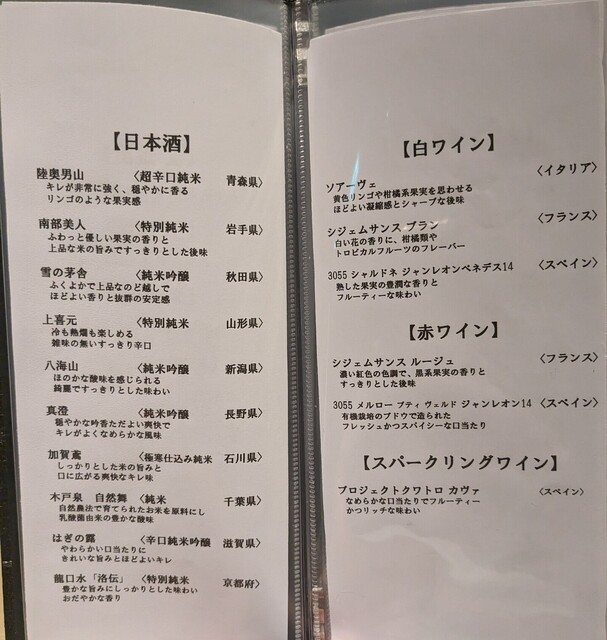 【日本酒】
陸奥男山 〈超辛口純米 青森県〉
キレが非常に強く、穏やかに香る
リンゴのような果実感
南部美人 〈特別純米 岩手県〉
ふわっと優しい果実の香りと
上品な米の旨みですっきりとした後味
雪の茅舎 〈純米吟醸 秋田県〉
ふくよかで上品なのど越しで
ほどよい香りと抜群の安定感
上喜元 〈特別純米 山形県〉
冷も熱燗も楽しめる
雑味の無いすっきり辛口
八海山 〈純米吟醸 新潟県〉
ほのかな酸味を感じられる
綺麗ですっきりとした味わい
真澄 〈純米吟醸 長野県〉
穏やかな吟香ただよい爽快で
キレがよくなめらかな風味
加賀鳶 〈極寒仕込み純米 石川県〉
しっかりとした米の旨みと
口に広がる爽快なキレ味
木戸泉 自然舞 〈純米 千葉県〉
自然農法で育てられたお米を原料にし
乳酸菌由来の豊かな酸味
はぎの露 〈辛口純米吟醸 滋賀県〉
やわらかい口当たりに
きれいな旨みとほどよいキレ
龍口水「洛伝」 〈特別純米 京都府〉
豊かな旨みにしっかりとした味わい
おだやかな香り
【白ワイン】
ソアーヴェ 〈イタリア〉
黄色リンゴや柑橘系果実を思わせる
ほどよい凝縮感とシャープな後味
シジェムサンス ブラン 〈フランス〉
白い花の香りに、柑橘類や
トロピカルフルーツのフレーバー
3055 シャルドネ ジャンレオンペネデス14 〈スペイン〉
熟した果実の豊潤な香りと
フルーティーな味わい
【赤ワイン】
シジェムサンス ルージュ 〈フランス〉
濃い紅色の色調で、黒系果実の香りと
すっきりとした後味
3055 メルロー プティ ヴェルド ジャンレオン14 〈スペイン〉
有機栽培のブドウで造られた
フレッシュかつスパイシーな口当たり
【スパークリングワイン】
プロジェクトクワトロ カヴァ 〈スペイン〉
なめらかな口当たりでフルーティー
かつリッチな味わい